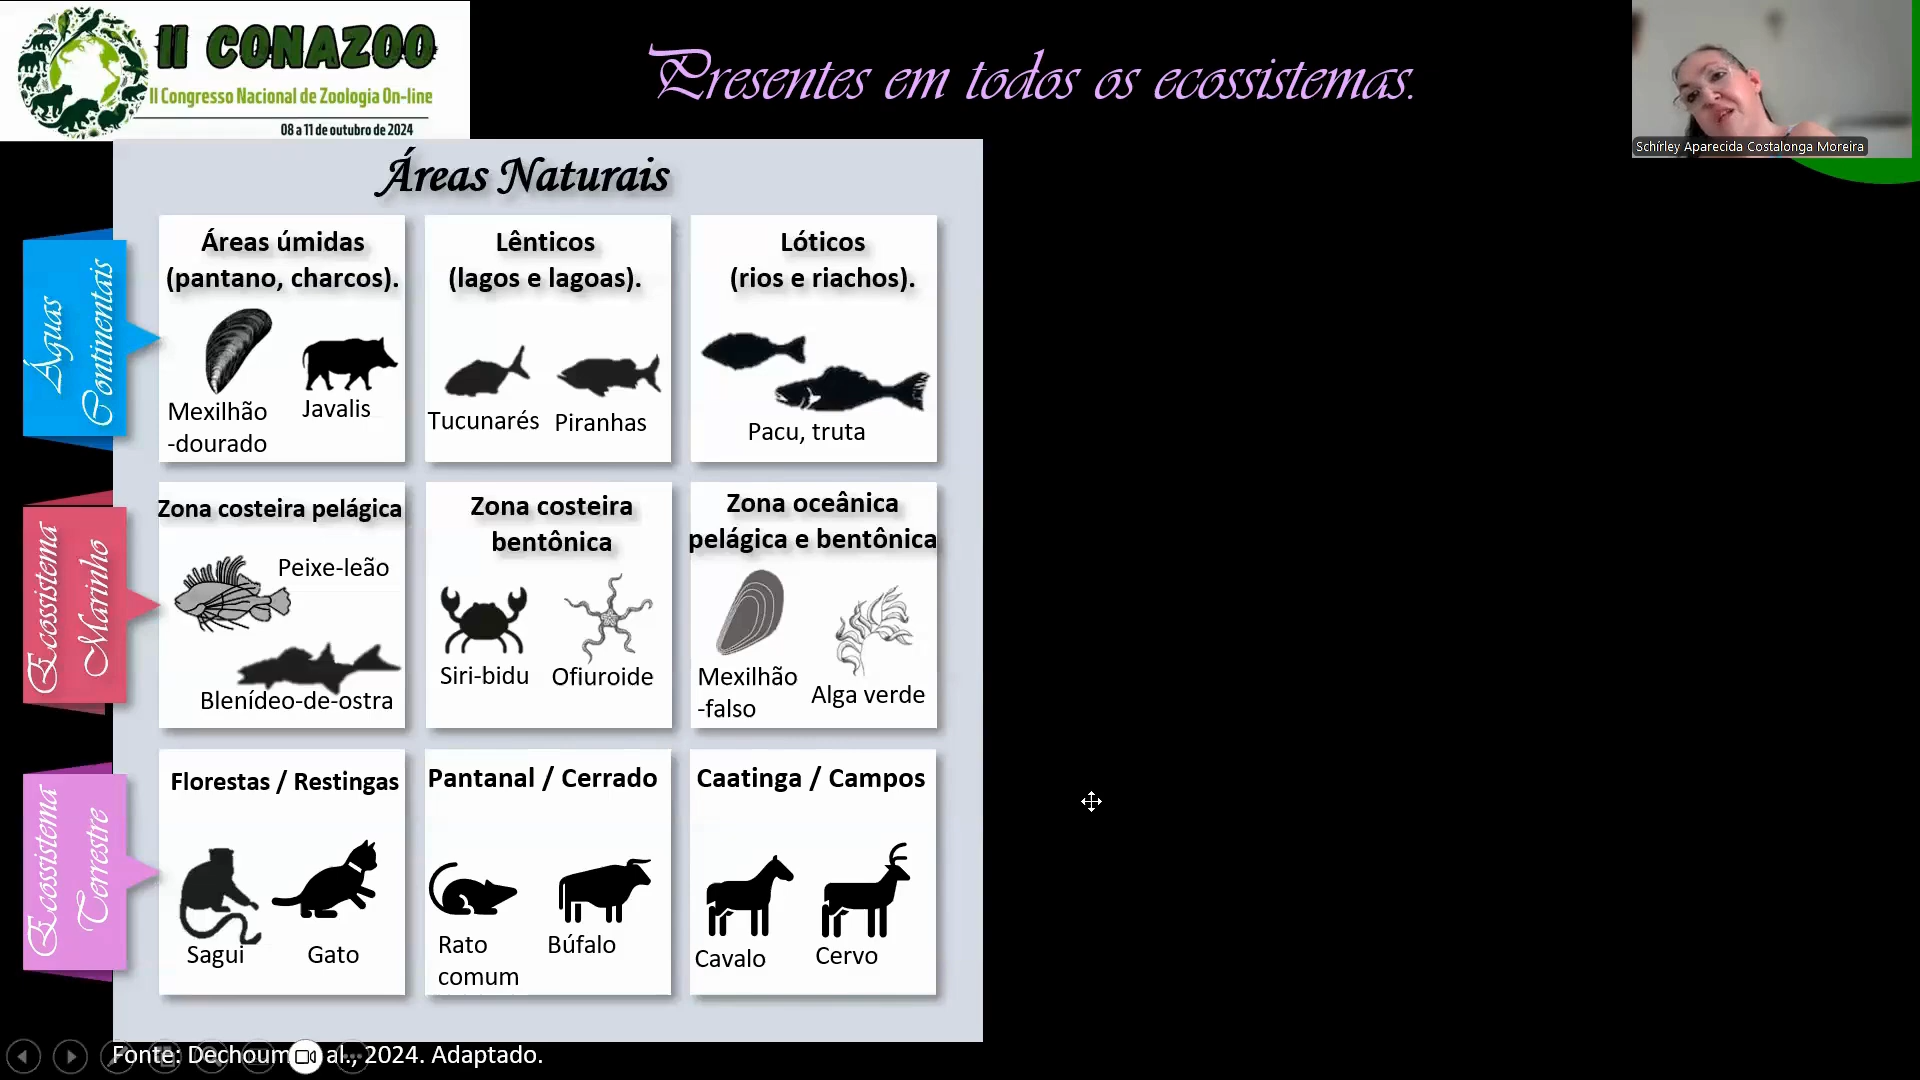 II CONAZOO
II Congresso Nacional de Zoologia On-line
08 a 11 de outubro de 2024
Presentes em todos os ecossistemas.
Schírley Aparecida Costalonga Moreira
Áreas Naturais
Águas
Continentais
Áreas úmidas
(pantano, charcos).
Mexilhão
-dourado
Javalis
Lênticos
(lagos e lagoas).
Tucunarés
Piranhas
Lóticos
(rios e riachos).
Pacu, truta
Ecossistema
Marinho
Zona costeira pelágica
Peixe-leão
Blenídeo-de-ostra
Zona costeira
bentônica
Siri-bidu
Ofiuroide
Zona oceânica
pelágica e bentônica
Mexilhão
-falso
Alga verde
Ecossistema
Terrestre
Florestas / Restingas
Sagui
Gato
Pantanal / Cerrado
Rato
comum
Búfalo
Caatinga / Campos
Cavalo
Cervo
Fonte: al., 2024. Adaptado.